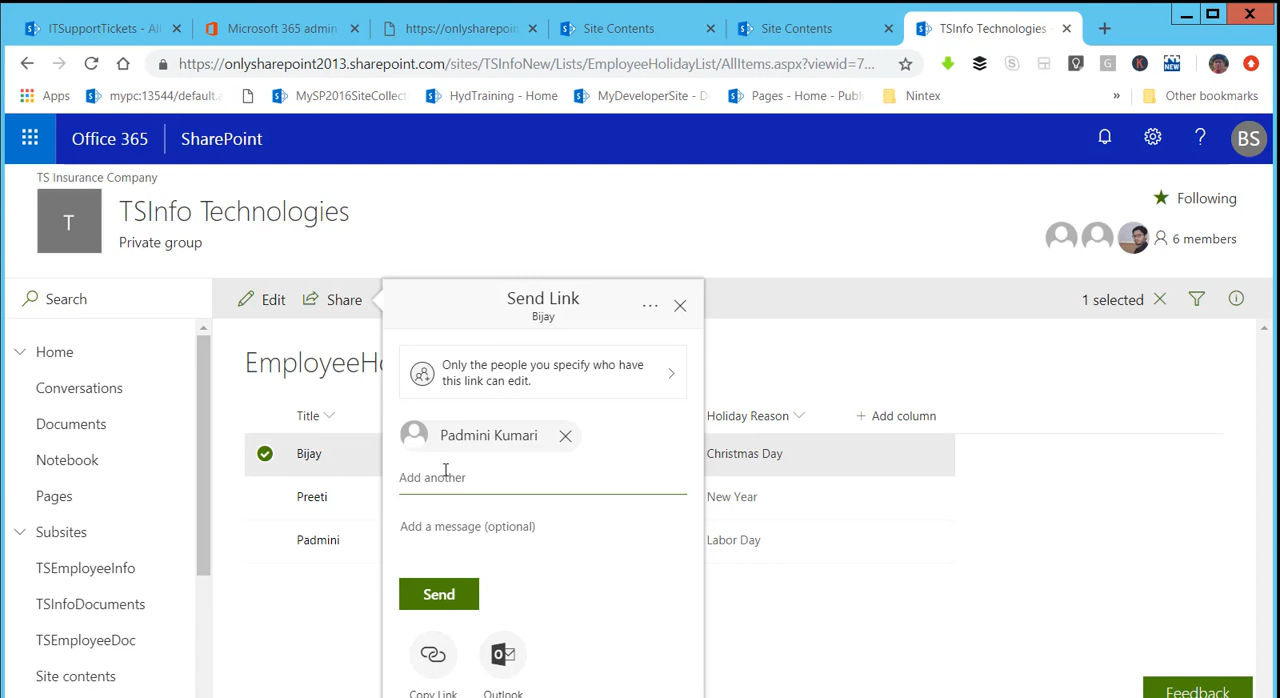 ITSupportTickets - Al
Microsoft 365 admin
https://onlysharepoin
Site Contents
Site Contents
TSInfo Technologies
https://onlysharepoint2013.sharepoint.com/sites/TSInfoNew/Lists/EmployeeHolidayList/AllItems.aspx?viewid=7...
Apps
mypc:13544/default.
MySP2016SiteCollect
HydTraining - Home
MyDeveloperSite - D
Pages - Home - Publ
Nintex
»
Other bookmarks
Office 365
SharePoint
?
BS
TS Insurance Company
T
TSInfo Technologies
Private group
Following
6 members
Search
Edit
Share
Send Link
Bijay
1 selected
Home
Conversations
Documents
Notebook
Pages
Subsites
TSEmployeeInfo
TSInfoDocuments
TSEmployeeDoc
Site contents
EmployeeHo
Title
Holiday Reason
Add column
Bijay
Christmas Day
Preeti
New Year
Padmini
Labor Day
Only the people you specify who have
this link can edit.
Padmini Kumari
Add another
Add a message (optional)
Send
Copy Link
Outlook
Feedback